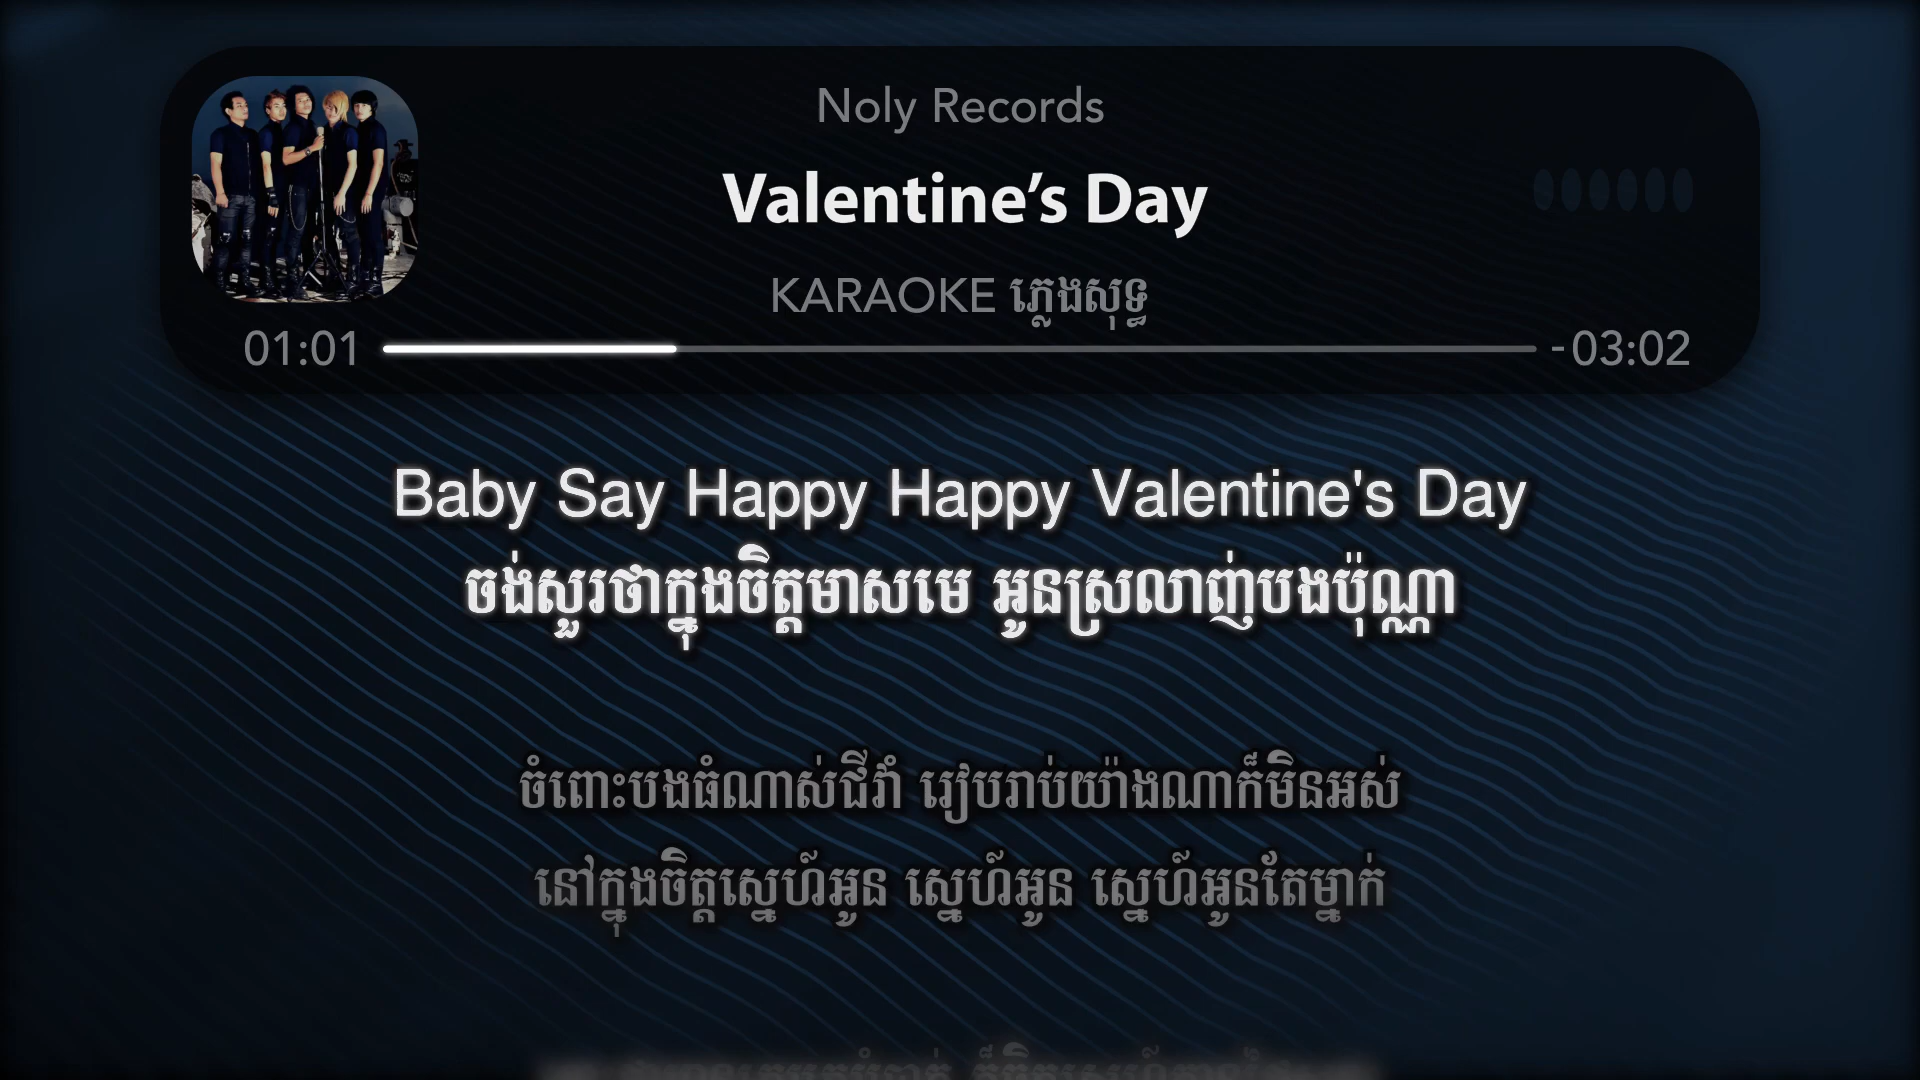 Noly Records
Valentine’s Day
KARAOKE ភ្លេងសុទ្ធ
01:01
-03:02
Baby Say Happy Happy Valentine's Day
ចង់សួរថាក្នុងចិត្តមាសមេ អូនស្រលាញ់បងប៉ុណ្ណា
ចំពោះបងធំណាស់ជីវ៉ា រៀបរាប់យ៉ាងណាក៏មិនអស់
នៅក្នុងចិត្តស្នេហ៍អូន ស្នេហ៍អូន ស្នេហ៍អូនតែម្នាក់